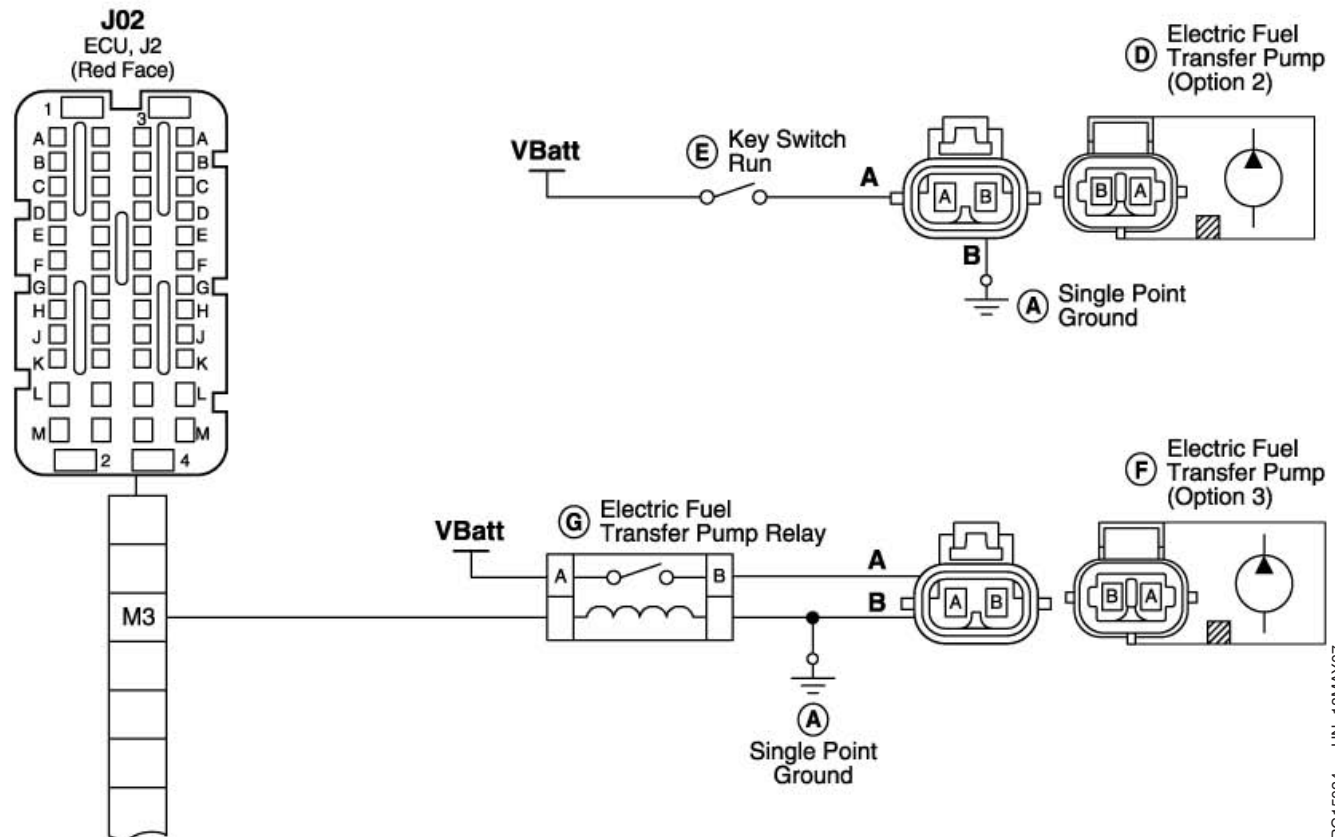 J02
ECU, J2
(Red Face)
1
3
A A
B B
C C
D D
E E
F F
G G
H H
J J
K K
L L
M M
2 4
M3
D Electric Fuel
Transfer Pump
(Option 2)
VBatt
E Key Switch
Run
A
A B
B A
B
A Single Point
Ground
F Electric Fuel
Transfer Pump
(Option 3)
VBatt
G Electric Fuel
Transfer Pump Relay
A B
A
B
A B
B A
A
Single Point
Ground